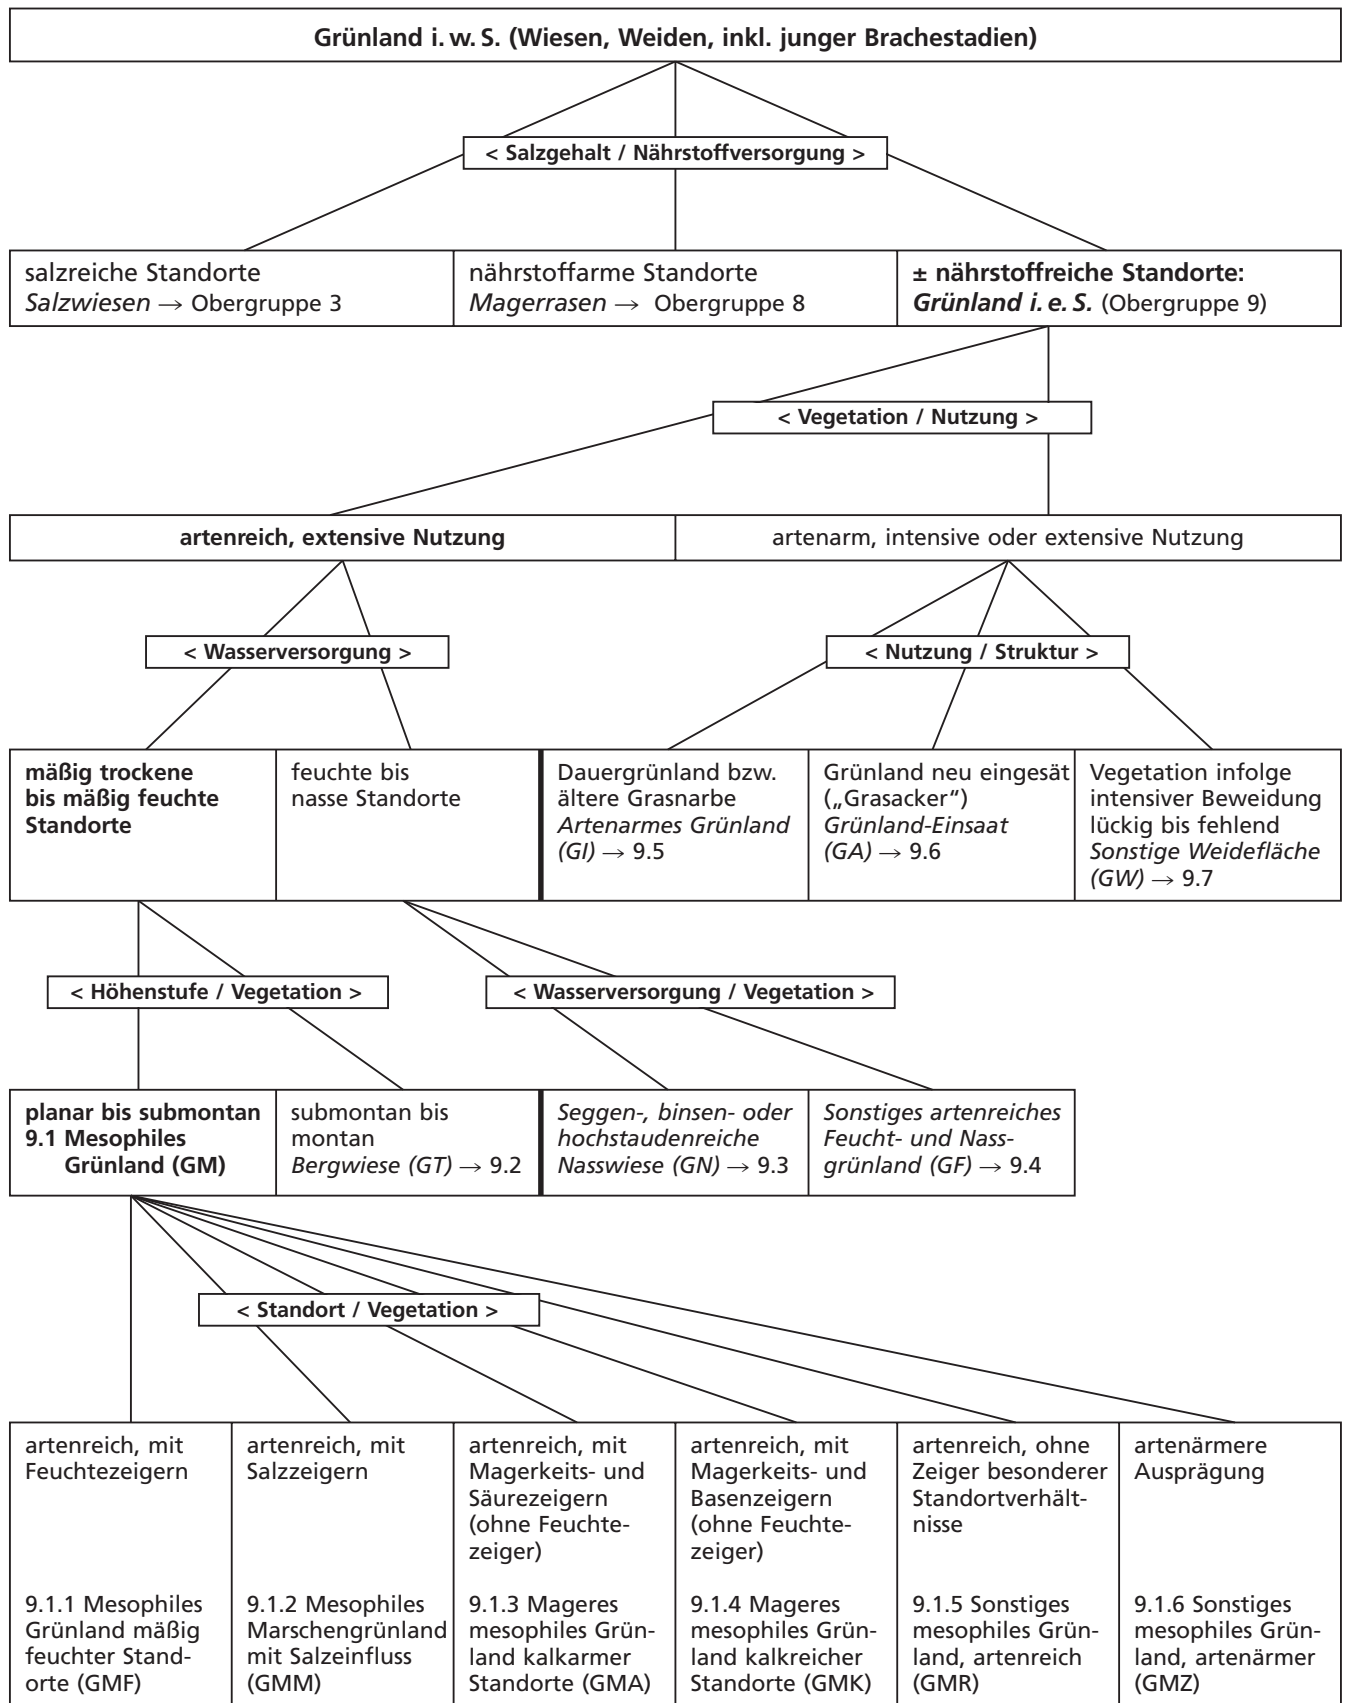 Grünland i. w. S. (Wiesen, Weiden, inkl. junger Brachestadien)
< Salzgehalt / Nährstoffversorgung >
salzreiche Standorte
Salzwiesen → Obergruppe 3
nährstoffarme Standorte
Magerrasen → Obergruppe 8
± nährstoffreiche Standorte:
Grünland i. e. S. (Obergruppe 9)
< Vegetation / Nutzung >
artenreich, extensive Nutzung
artenarm, intensive oder extensive Nutzung
< Wasserversorgung >
< Nutzung / Struktur >
mäßig trockene
bis mäßig feuchte
Standorte
feuchte bis
nasse Standorte
Dauergrünland bzw.
ältere Grasnarbe
Artenarmes Grünland
(GI) → 9.5
Grünland neu eingesät
(„Grasacker“)
Grünland-Einsaat
(GA) → 9.6
Vegetation infolge
intensiver Beweidung
lückig bis fehlend
Sonstige Weidefläche
(GW) → 9.7
< Höhenstufe / Vegetation >
< Wasserversorgung / Vegetation >
planar bis submontan
9.1 Mesophiles
Grünland (GM)
submontan bis
montan
Bergwiese (GT) → 9.2
Seggen-, binsen- oder
hochstaudenreiche
Nasswiese (GN) → 9.3
Sonstiges artenreiches
Feucht- und Nass-
grünland (GF) → 9.4
< Standort / Vegetation >
artenreich, mit
Feuchtezeigern
9.1.1 Mesophiles
Grünland mäßig
feuchter Stand-
orte (GMF)
artenreich, mit
Salzzeigern
9.1.2 Mesophiles
Marschengrünland
mit Salzeinfluss
(GMM)
artenreich, mit
Magerkeits- und
Säurezeigern
(ohne Feuchte-
zeiger)
9.1.3 Mageres
mesophiles Grün-
land kalkarmer
Standorte (GMA)
artenreich, mit
Magerkeits- und
Basenzeigern
(ohne Feuchte-
zeiger)
9.1.4 Mageres
mesophiles Grün-
land kalkreicher
Standorte (GMK)
artenreich, ohne
Zeiger besonderer
Standortverhält-
nisse
9.1.5 Sonstiges
mesophiles Grün-
land, artenreich
(GMR)
artenärmere
Ausprägung
9.1.6 Sonstiges
mesophiles Grün-
land, artenärmer
(GMZ)